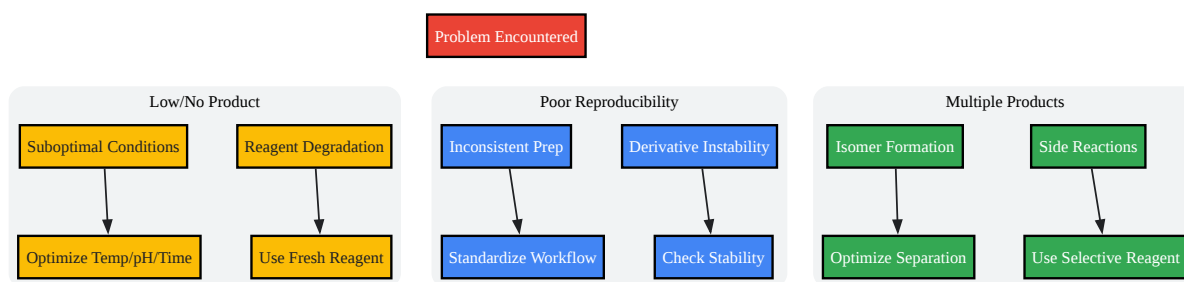 Problem Encountered
Low/No Product
Poor Reproducibility
Multiple Products
Suboptimal Conditions
Reagent Degradation
Inconsistent Prep
Derivative Instability
Isomer Formation
Side Reactions
Optimize Temp/pH/Time
Use Fresh Reagent
Standardize Workflow
Check Stability
Optimize Separation
Use Selective Reagent